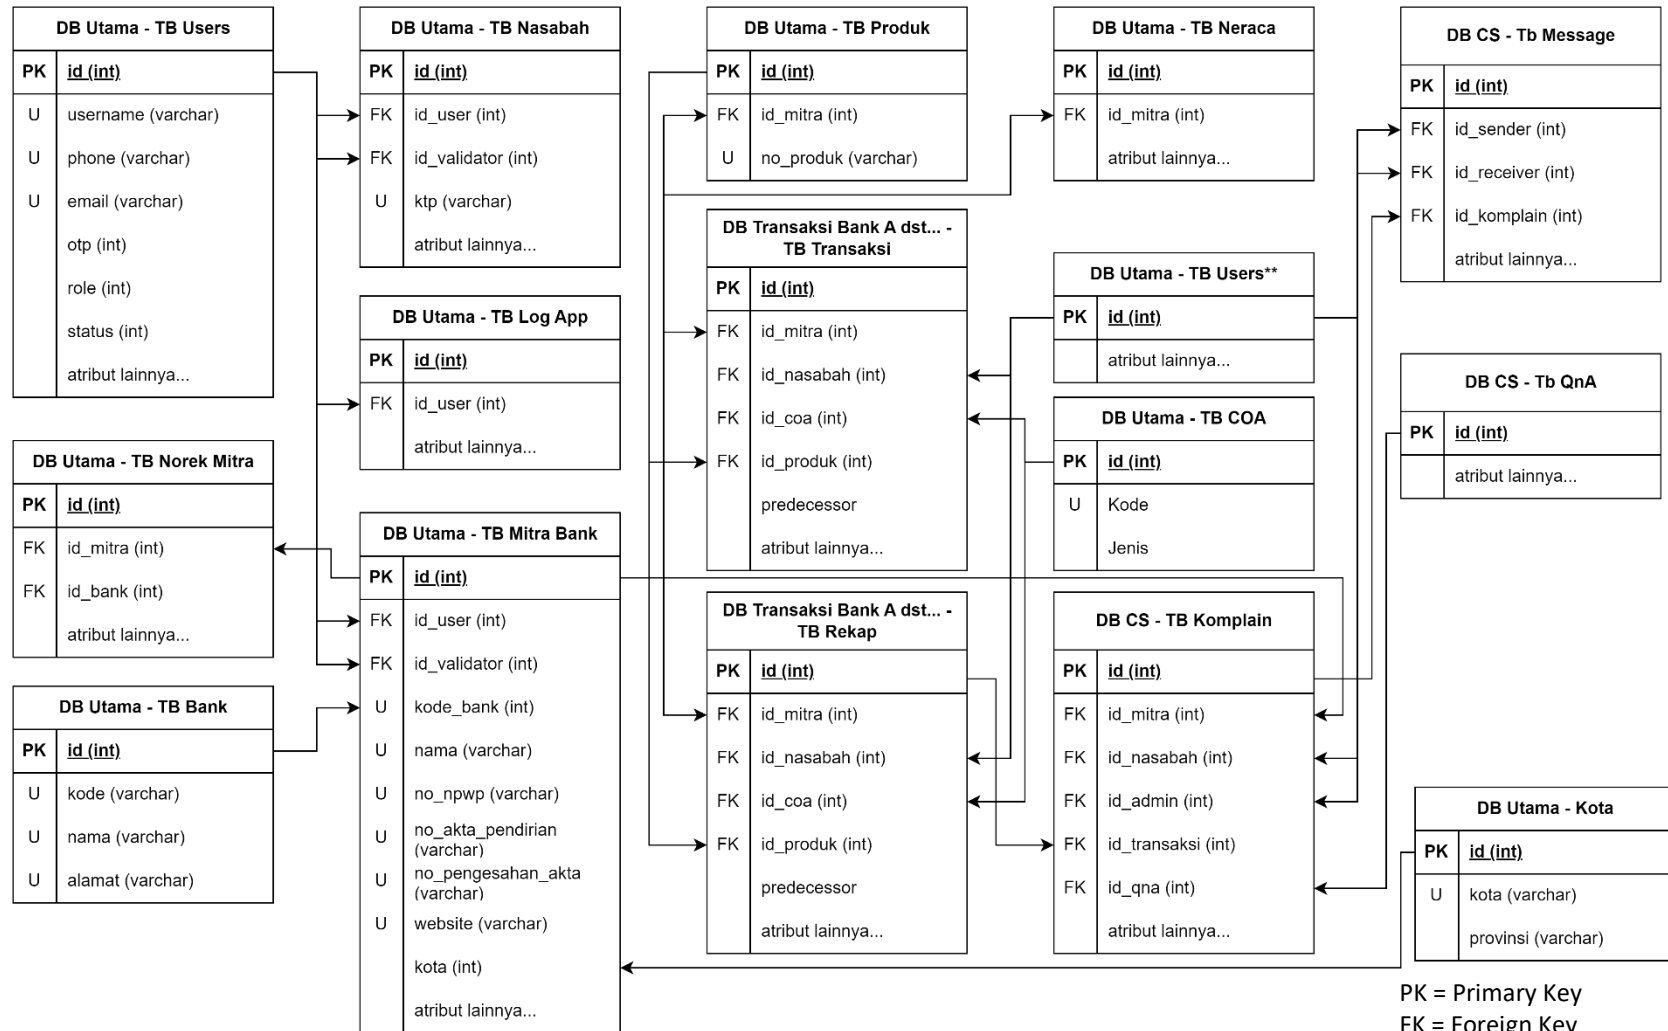 DB Utama - TB Users
PK id (int)
U username (varchar)
U phone (varchar)
U email (varchar)
otp (int)
role (int)
status (int)
atribut lainnya...
DB Utama - TB Norek Mitra
PK id (int)
FK id_mitra (int)
FK id_bank (int)
atribut lainnya...
DB Utama - TB Bank
PK id (int)
U kode (varchar)
U nama (varchar)
U alamat (varchar)
DB Utama - TB Nasabah
PK id (int)
FK id_user (int)
FK id_validator (int)
U ktp (varchar)
atribut lainnya...
DB Utama - TB Log App
PK id (int)
FK id_user (int)
atribut lainnya...
DB Utama - TB Mitra Bank
PK id (int)
FK id_user (int)
FK id_validator (int)
U kode_bank (int)
U nama (varchar)
U no_npwp (varchar)
U no_akta_pendirian
(varchar)
U no_pengesahan_akta
(varchar)
U website (varchar)
kota (int)
atribut lainnya...
DB Utama - TB Produk
PK id (int)
FK id_mitra (int)
U no_produk (varchar)
DB Transaksi Bank A dst... -
TB Transaksi
PK id (int)
FK id_mitra (int)
FK id_nasabah (int)
FK id_coa (int)
FK id_produk (int)
predecessor
atribut lainnya...
DB Transaksi Bank A dst... -
TB Rekap
PK id (int)
FK id_mitra (int)
FK id_nasabah (int)
FK id_coa (int)
FK id_produk (int)
predecessor
atribut lainnya...
DB Utama - TB Neraca
PK id (int)
FK id_mitra (int)
atribut lainnya...
DB Utama - TB Users**
PK id (int)
atribut lainnya...
DB Utama - TB COA
PK id (int)
U Kode
Jenis
DB CS - TB Komplain
PK id (int)
FK id_mitra (int)
FK id_nasabah (int)
FK id_admin (int)
FK id_transaksi (int)
FK id_qna (int)
atribut lainnya...
DB CS - Tb Message
PK id (int)
FK id_sender (int)
FK id_receiver (int)
FK id_komplain (int)
atribut lainnya...
DB CS - Tb QnA
PK id (int)
atribut lainnya...
DB Utama - Kota
PK id (int)
U kota (varchar)
provinsi (varchar)
PK = Primary Key
FK = Foreign Key